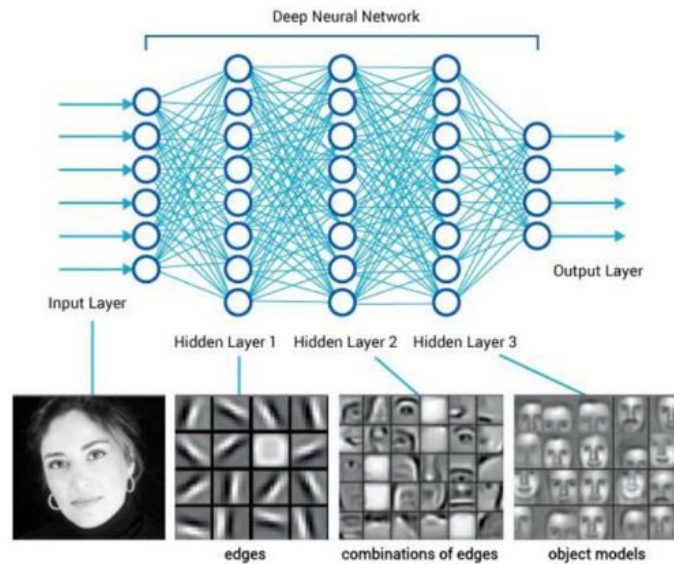 Deep Neural Network
Input Layer
Output Layer
Hidden Layer 1
Hidden Layer 2
Hidden Layer 3
edges
combinations of edges
object models